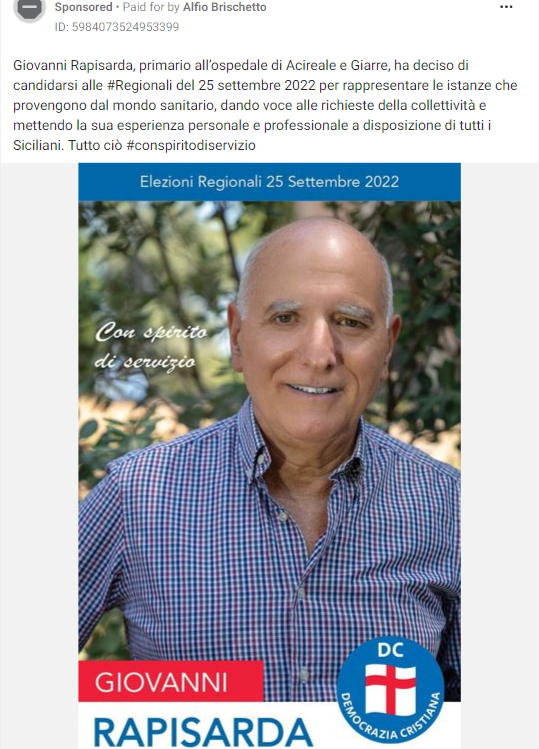 Sponsored • Paid for by Alfio Brischetto
ID: 5984073524953399
Giovanni Rapisarda, primario all'ospedale di Acireale e Giarre, ha deciso di
candidarsi alle #Regionali del 25 settembre 2022 per rappresentare le istanze che
provengono dal mondo sanitario, dando voce alle richieste della collettività e
mettendo la sua esperienza personale e professionale a disposizione di tutti i
Siciliani. Tutto ciò #conspiritodiservizio
Elezioni Regionali 25 Settembre 2022
Con spirito
di servizio
GIOVANNI
RAPISARDA
DC
DEMOCRAZIA CRISTIANA